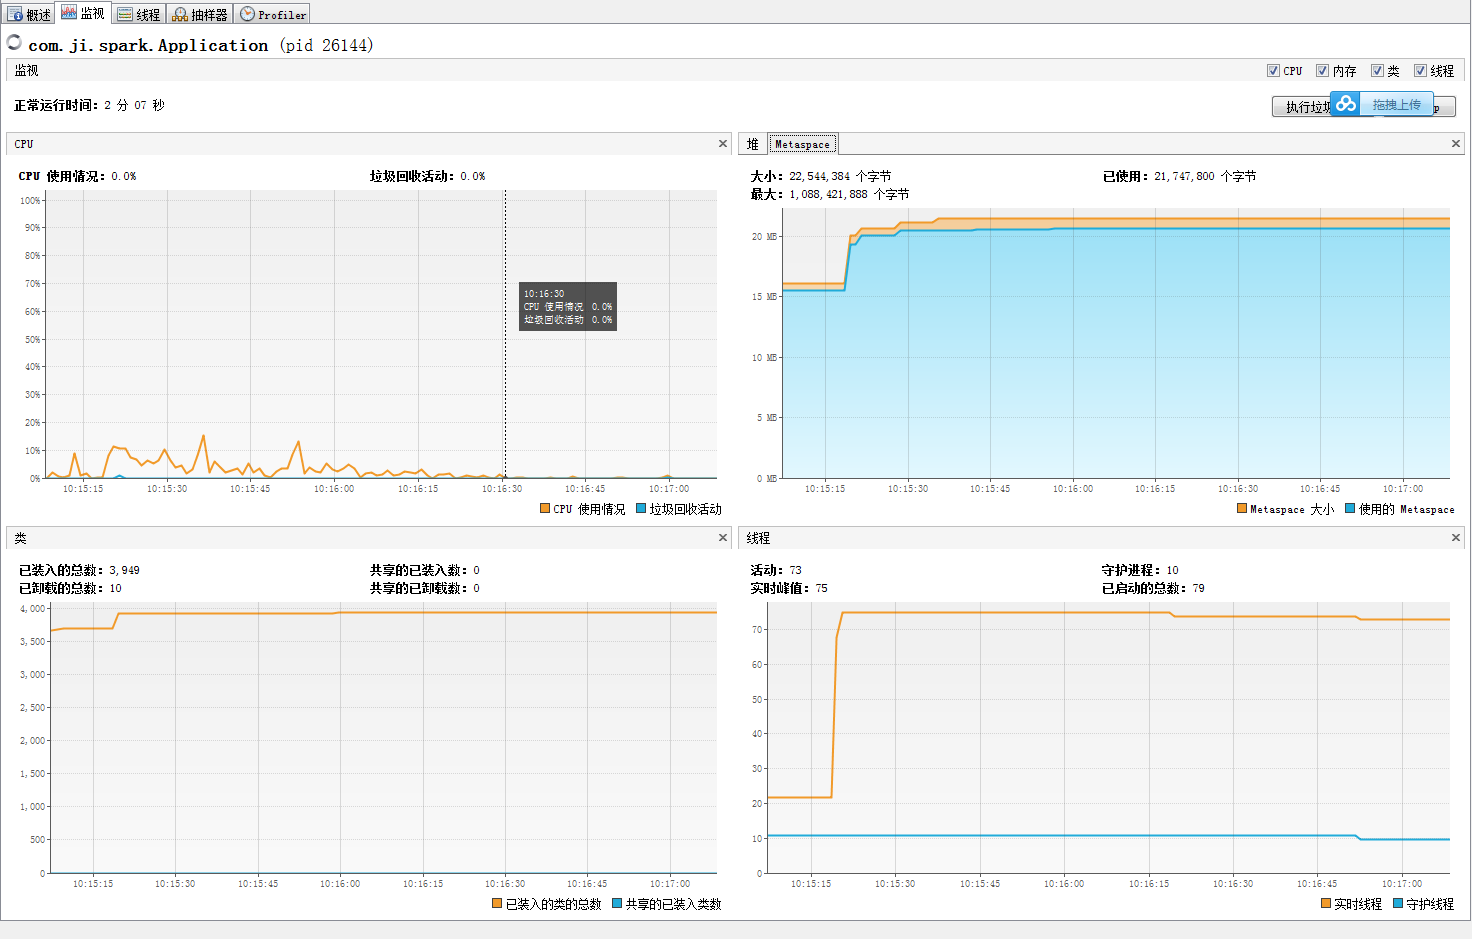 概述 监视 线程 抽样器 Profiler
com.ji.spark.Application (pid 26144)
监视 CPU 内存 类 线程
正常运行时间: 2 分 07 秒
执行垃圾 拖拽上传 p
CPU
CPU 使用情况: 0.0% 垃圾回收活动: 0.0%
100%
90%
80%
70%
60%
50%
40%
30%
20%
10%
0%
10:16:30
CPU 使用情况 0.0%
垃圾回收活动 0.0%
10:15:15 10:15:30 10:15:45 10:16:00 10:16:15 10:16:30 10:16:45 10:17:00
CPU 使用情况 垃圾回收活动
堆 Metaspace
大小: 22,544,384 个字节 已使用: 21,747,800 个字节
最大: 1,088,421,888 个字节
20 MB
15 MB
10 MB
5 MB
0 MB
10:15:15 10:15:30 10:15:45 10:16:00 10:16:15 10:16:30 10:16:45 10:17:00
Metaspace 大小 使用的 Metaspace
类
已装入的总数: 3,949 共享的已装入数: 0
已卸载的总数: 10 共享的已卸载数: 0
4,000
3,500
3,000
2,500
2,000
1,500
1,000
500
0
10:15:15 10:15:30 10:15:45 10:16:00 10:16:15 10:16:30 10:16:45 10:17:00
已装入的类的总数 共享的已装入类数
线程
活动: 73 守护进程: 10
实时峰值: 75 已启动的总数: 79
70
60
50
40
30
20
10
0
10:15:15 10:15:30 10:15:45 10:16:00 10:16:15 10:16:30 10:16:45 10:17:00
实时线程 守护线程